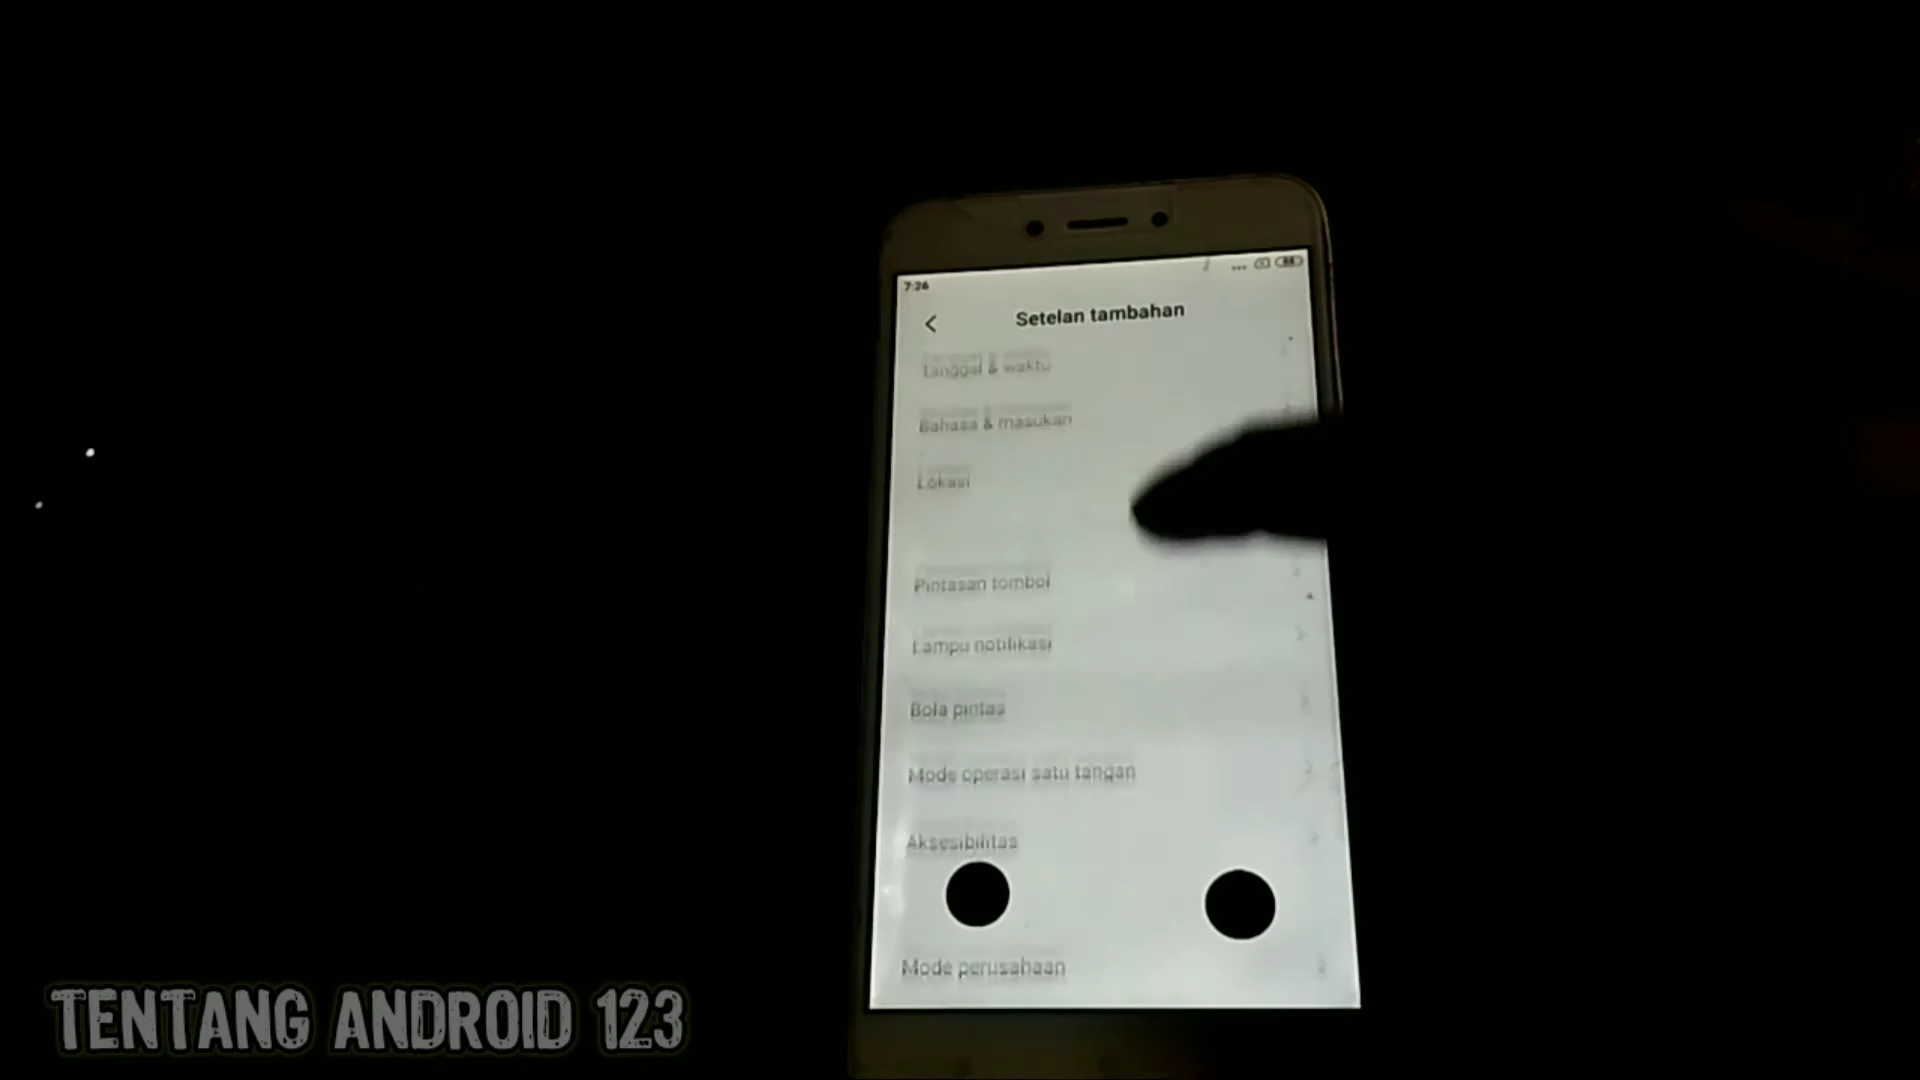 7:26
Setelan tambahan
Tanggal & waktu
Bahasa & masukan
Lokasi
Pintasan tombol
Lampu notifikasi
Bola pintas
Mode operasi satu tangan
Aksesibilitas
Mode perusahaan
TENTANG ANDROID 123